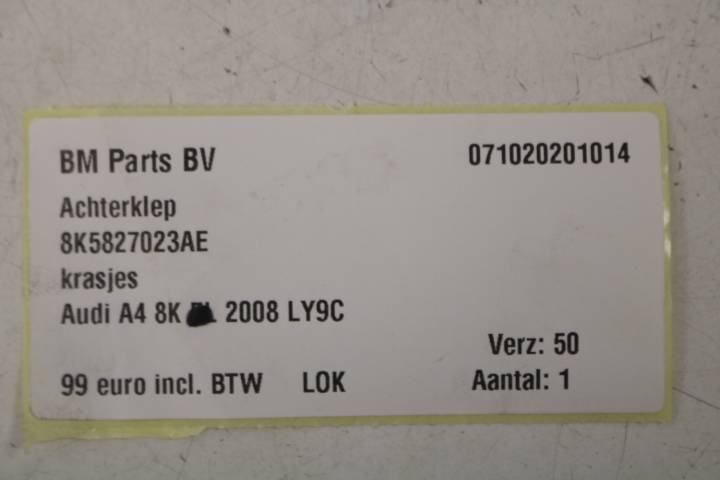 BM Parts BV 071020201014
Achterklep
8K5827023AE
krasjes
Audi A4 8K 2008 LY9C
Verz: 50
99 euro incl. BTW LOK Aantal: 1